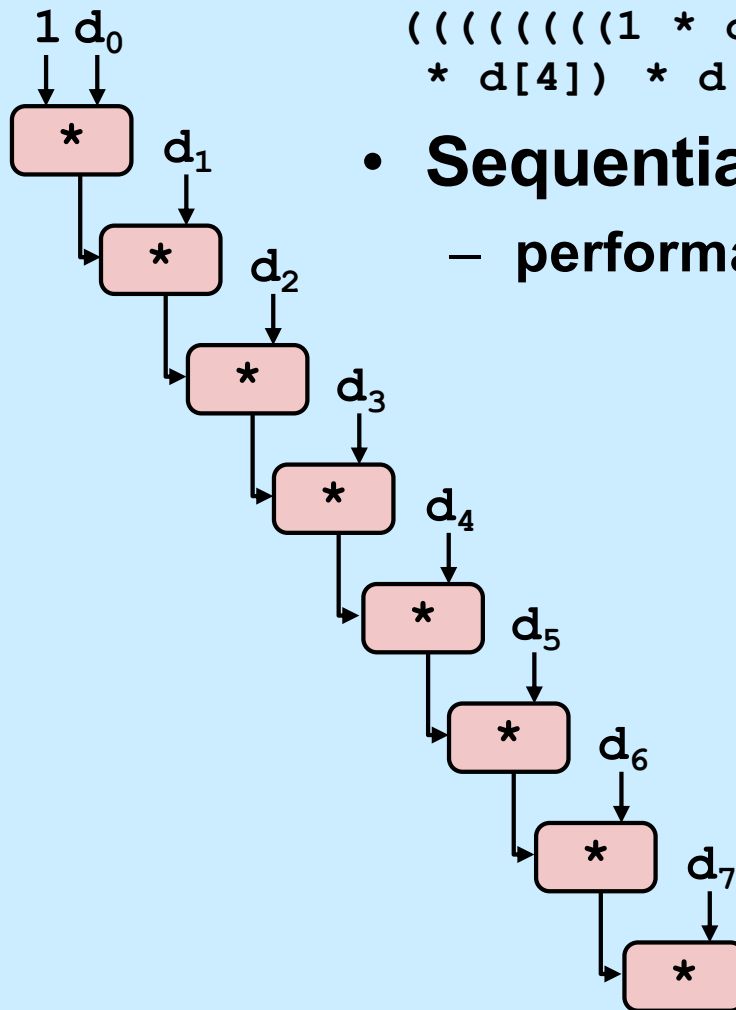 1 d0
((((((((1 * d
* d[4]) * d
*
d1
• Sequentia
– performa
*
d2
*
d3
*
d4
*
d5
*
d6
*
d7
*